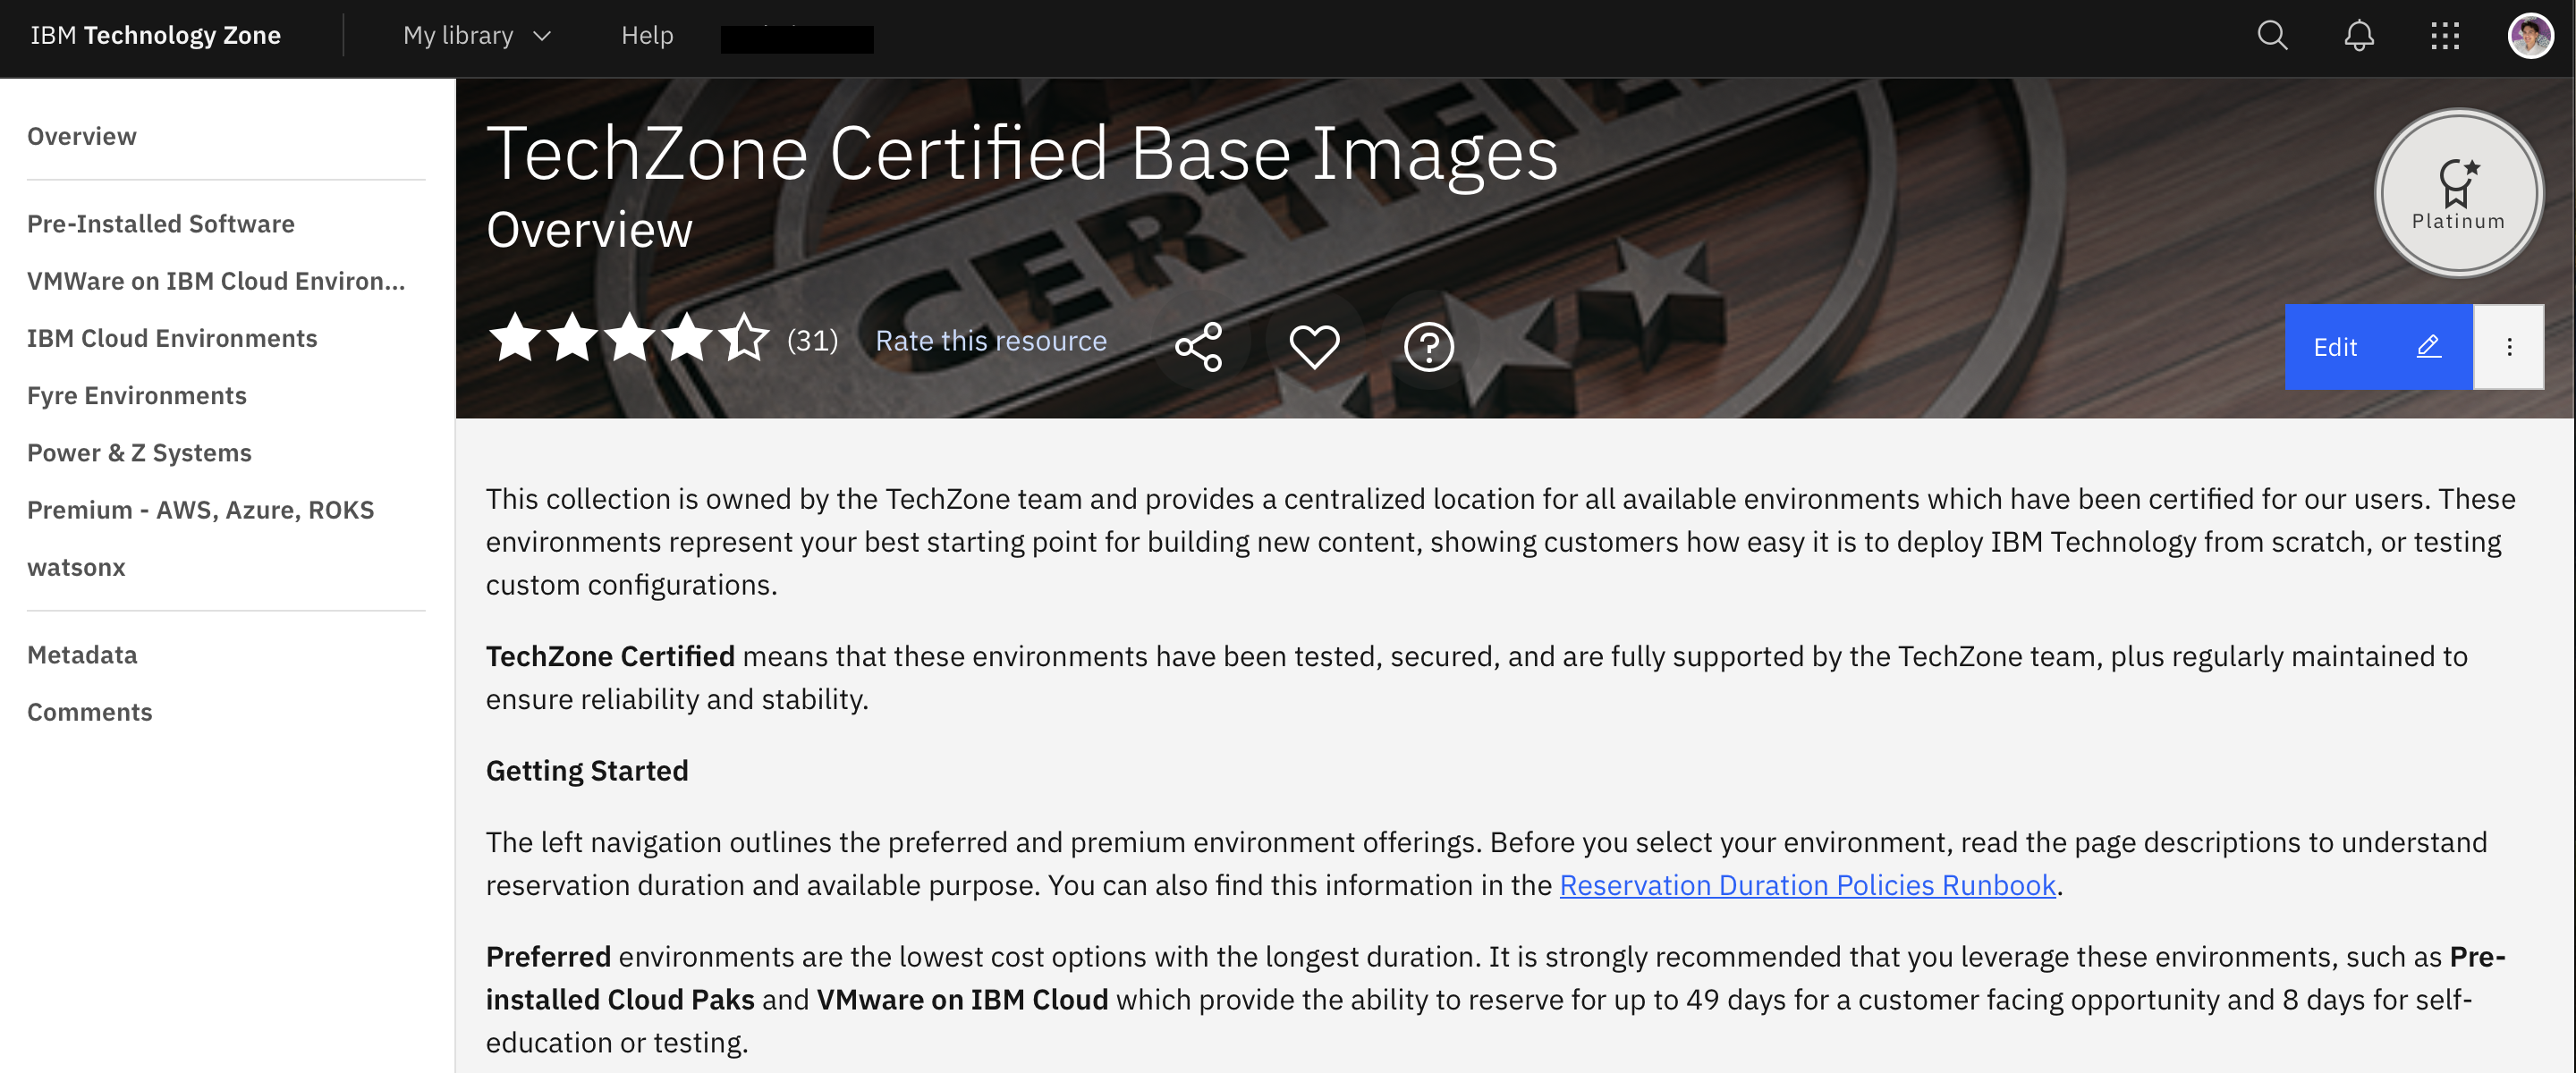 IBM Technology Zone
My library
Help
Overview
Pre-Installed Software
VMWare on IBM Cloud Environ...
IBM Cloud Environments
Fyre Environments
Power & Z Systems
Premium - AWS, Azure, ROKS
watsonx
Metadata
Comments
TechZone Certified Base Images
Overview
CERTIFIED
Platinum
(31)
Rate this resource
Edit
This collection is owned by the TechZone team and provides a centralized location for all available environments which have been certified for our users. These
environments represent your best starting point for building new content, showing customers how easy it is to deploy IBM Technology from scratch, or testing
custom configurations.
TechZone Certified means that these environments have been tested, secured, and are fully supported by the TechZone team, plus regularly maintained to
ensure reliability and stability.
Getting Started
The left navigation outlines the preferred and premium environment offerings. Before you select your environment, read the page descriptions to understand
reservation duration and available purpose. You can also find this information in the Reservation Duration Policies Runbook.
Preferred environments are the lowest cost options with the longest duration. It is strongly recommended that you leverage these environments, such as Pre-
installed Cloud Paks and VMware on IBM Cloud which provide the ability to reserve for up to 49 days for a customer facing opportunity and 8 days for self-
education or testing.